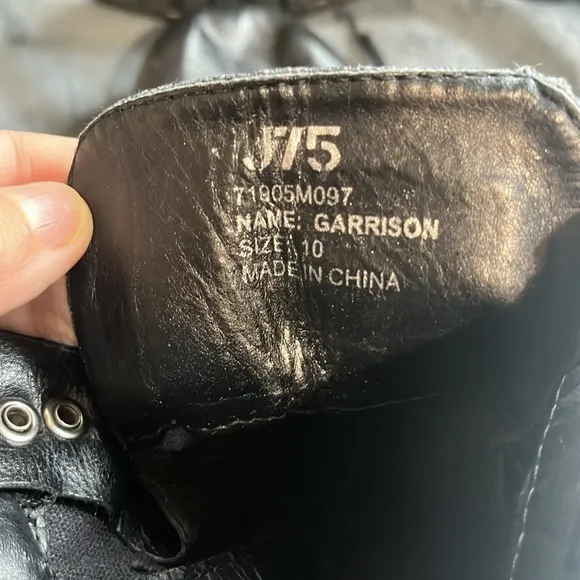 J75
71905M097
NAME: GARRISON
SIZE: 10
MADE IN CHINA